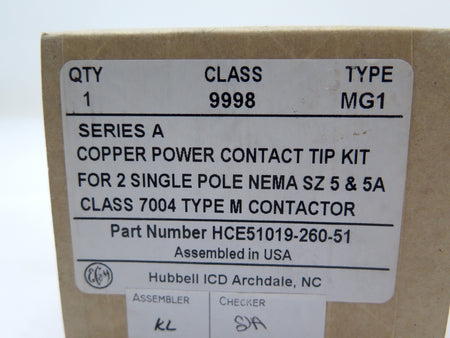 QTY CLASS TYPE
1 9998 MG1
SERIES A
COPPER POWER CONTACT TIP KIT
FOR 2 SINGLE POLE NEMA SZ 5 & 5A
CLASS 7004 TYPE M CONTACTOR
Part Number HCE51019-260-51
Assembled in USA
Hubbell ICD Archdale, NC
ASSEMBLER CHECKER
KL